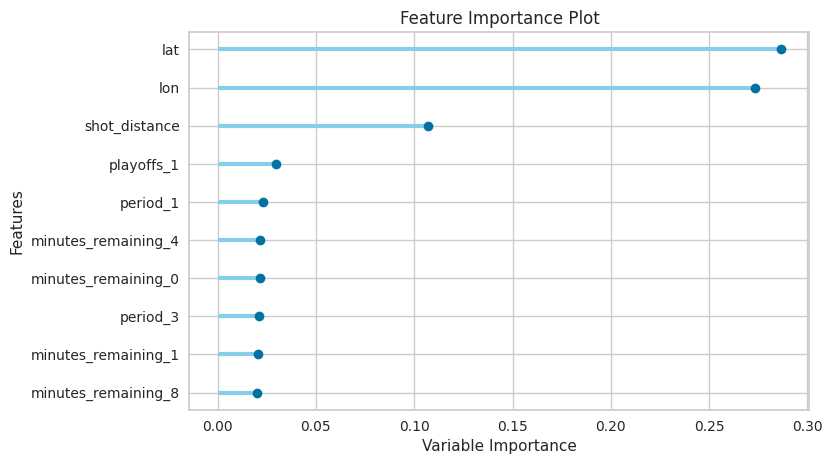 Feature Importance Plot
lat
lon
shot_distance
playoffs_1
period_1
minutes_remaining_4
minutes_remaining_0
period_3
minutes_remaining_1
minutes_remaining_8
Features
0.00 0.05 0.10 0.15 0.20 0.25 0.30
Variable Importance